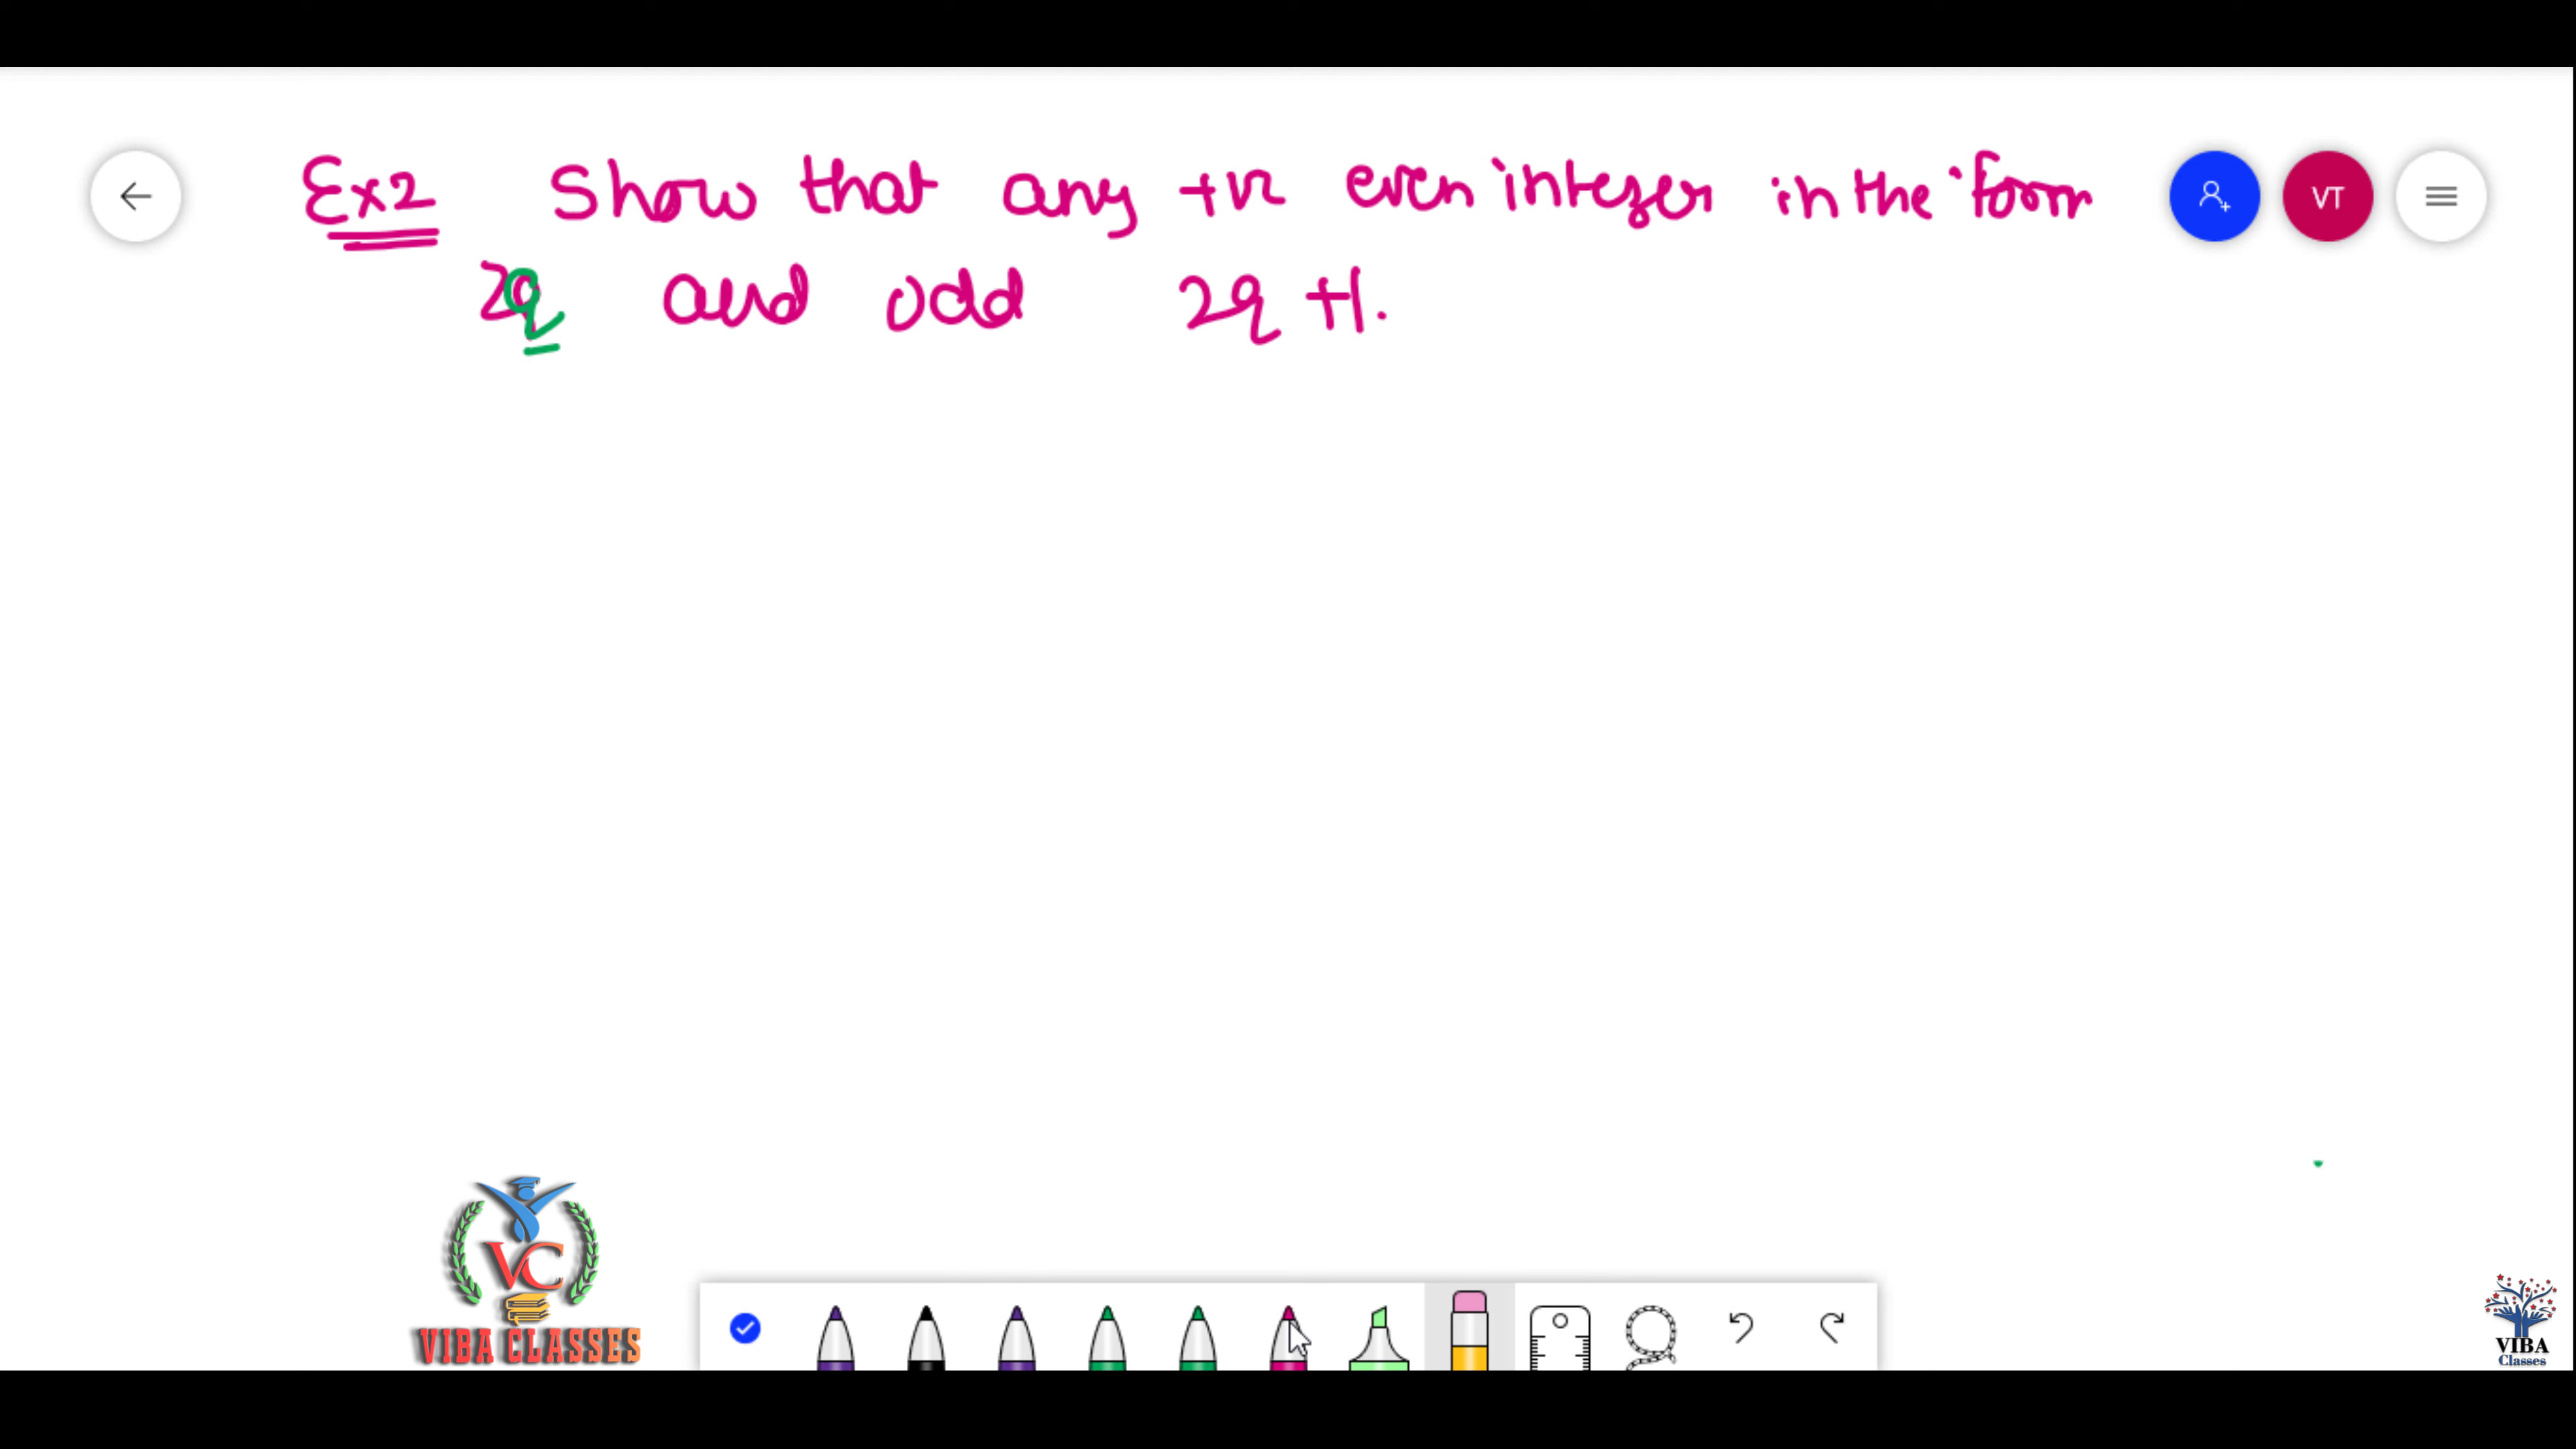 Ex2 Show that any +ve even integer in the form
VT
2q and odd 2q +1.
VC
VIBA CLASSES
VIBA
Classes